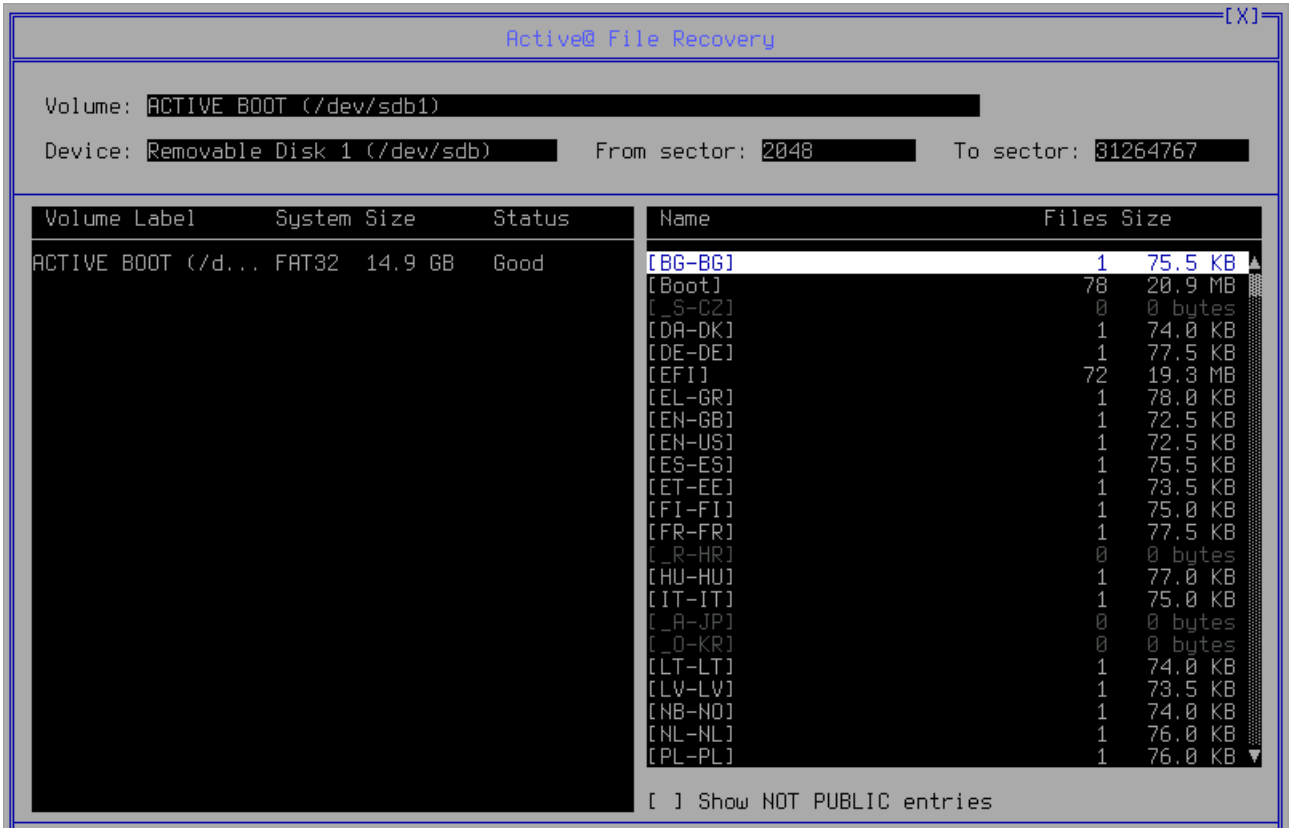 [X]
Active@ File Recovery
Volume: ACTIVE BOOT (/dev/sdb1)
Device: Removable Disk 1 (/dev/sdb) From sector: 2048 To sector: 31264767
Volume Label System Size Status
ACTIVE BOOT (/d... FAT32 14.9 GB Good
Name Files Size
[BG-BG] 1 75.5 KB
[Boot] 78 20.9 MB
[_S-CZ] 0 0 bytes
[DA-DK] 1 74.0 KB
[DE-DE] 1 77.5 KB
[EFI] 72 19.3 MB
[EL-GR] 1 78.0 KB
[EN-GB] 1 72.5 KB
[EN-US] 1 72.5 KB
[ES-ES] 1 75.5 KB
[ET-EE] 1 73.5 KB
[FI-FI] 1 75.0 KB
[FR-FR] 1 77.5 KB
[_R-HR] 0 0 bytes
[HU-HU] 1 77.0 KB
[IT-IT] 1 75.0 KB
[_A-JP] 0 0 bytes
[_O-KR] 0 0 bytes
[LT-LT] 1 74.0 KB
[LV-LV] 1 73.5 KB
[NB-NO] 1 74.0 KB
[NL-NL] 1 76.0 KB
[PL-PL] 1 76.0 KB
[ ] Show NOT PUBLIC entries